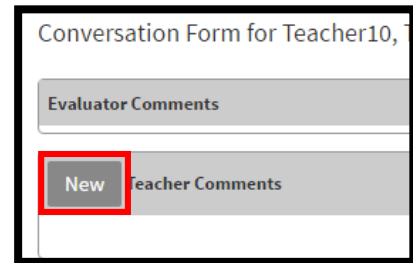 Conversation Form for Teacher10,
Evaluator Comments
New Teacher Comments